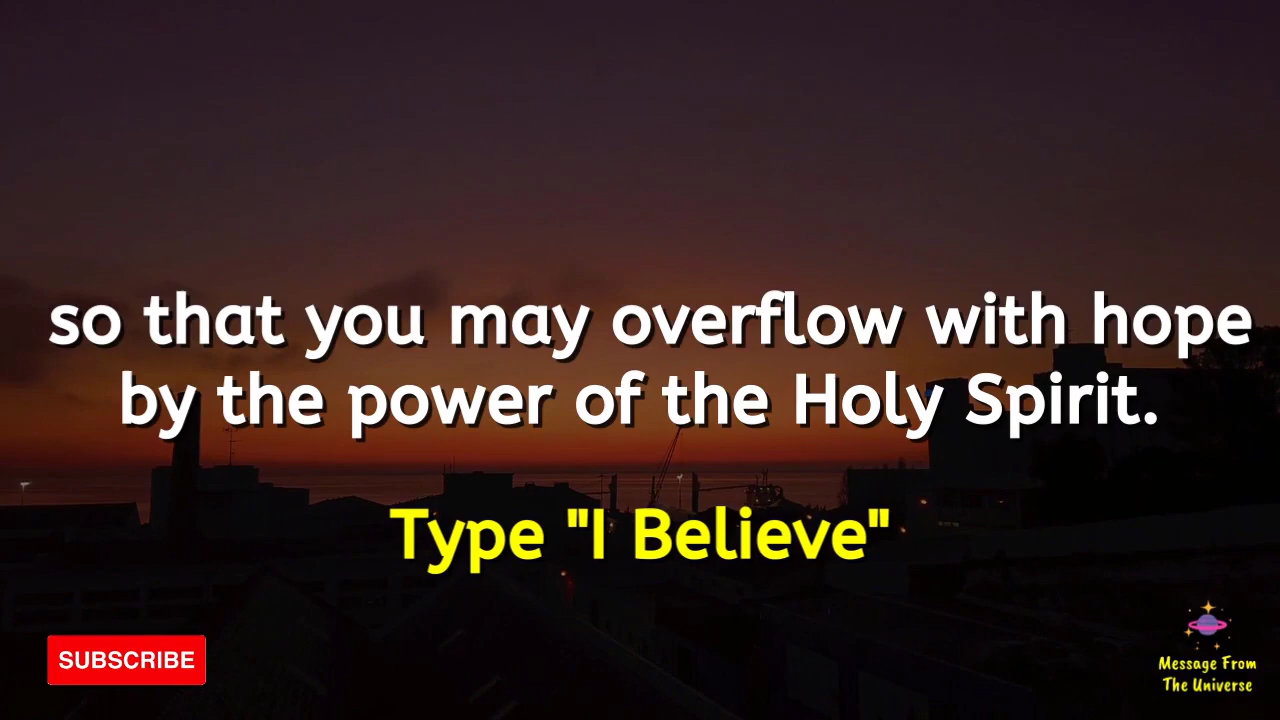 so that you may overflow with hope
by the power of the Holy Spirit.
Type "I Believe"
SUBSCRIBE
Message From
The Universe